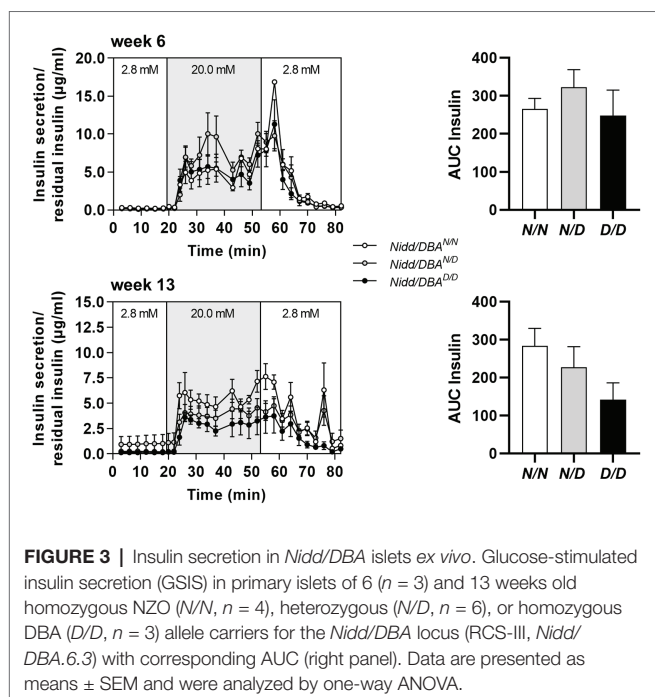 week 6
2.8 mM 20.0 mM 2.8 mM
Insulin secretion/
residual insulin (µg/ml)
20.0
15.0
10.0
5.0
0.0
0 10 20 30 40 50 60 70 80
Time (min)
AUC Insulin
400
300
200
100
0
N/N N/D D/D
Nidd/DBA^N/N
Nidd/DBA^N/D
Nidd/DBA^D/D
week 13
2.8 mM 20.0 mM 2.8 mM
Insulin secretion/
residual insulin (µg/ml)
15.0
12.5
10.0
7.5
5.0
2.5
0.0
0 10 20 30 40 50 60 70 80
Time (min)
AUC Insulin
400
300
200
100
0
N/N N/D D/D
FIGURE 3 | Insulin secretion in Nidd/DBA islets ex vivo. Glucose-stimulated
insulin secretion (GSIS) in primary islets of 6 (n = 3) and 13 weeks old
homozygous NZO (N/N, n = 4), heterozygous (N/D, n = 6), or homozygous
DBA (D/D, n = 3) allele carriers for the Nidd/DBA locus (RCS-III, Nidd/
DBA.6.3) with corresponding AUC (right panel). Data are presented as
means ± SEM and were analyzed by one-way ANOVA.